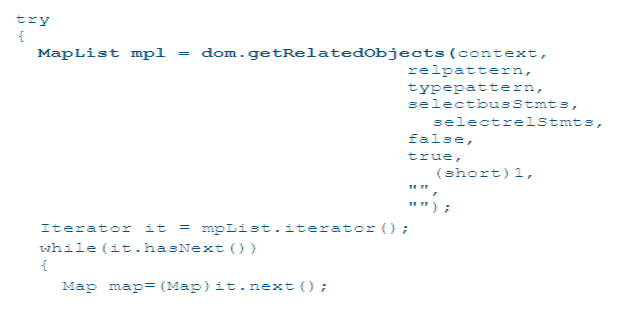 try
{
MapList mpl = dom.getRelatedObjects(context,
relpattern,
typepattern,
selectbusStmts,
selectrelStmts,
false,
true,
(short)1,
"",
"");
Iterator it = mpList.iterator();
while(it.hasNext())
{
Map map=(Map)it.next();